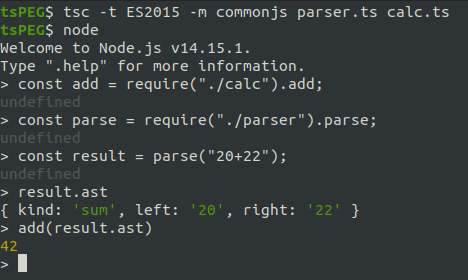 tsPEG$ tsc -t ES2015 -m commonjs parser.ts calc.ts
tsPEG$ node
Welcome to Node.js v14.15.1.
Type ".help" for more information.
> const add = require("./calc").add;
undefined
> const parse = require("./parser").parse;
undefined
> const result = parse("20+22");
undefined
> result.ast
{ kind: 'sum', left: '20', right: '22' }
> add(result.ast)
42
>